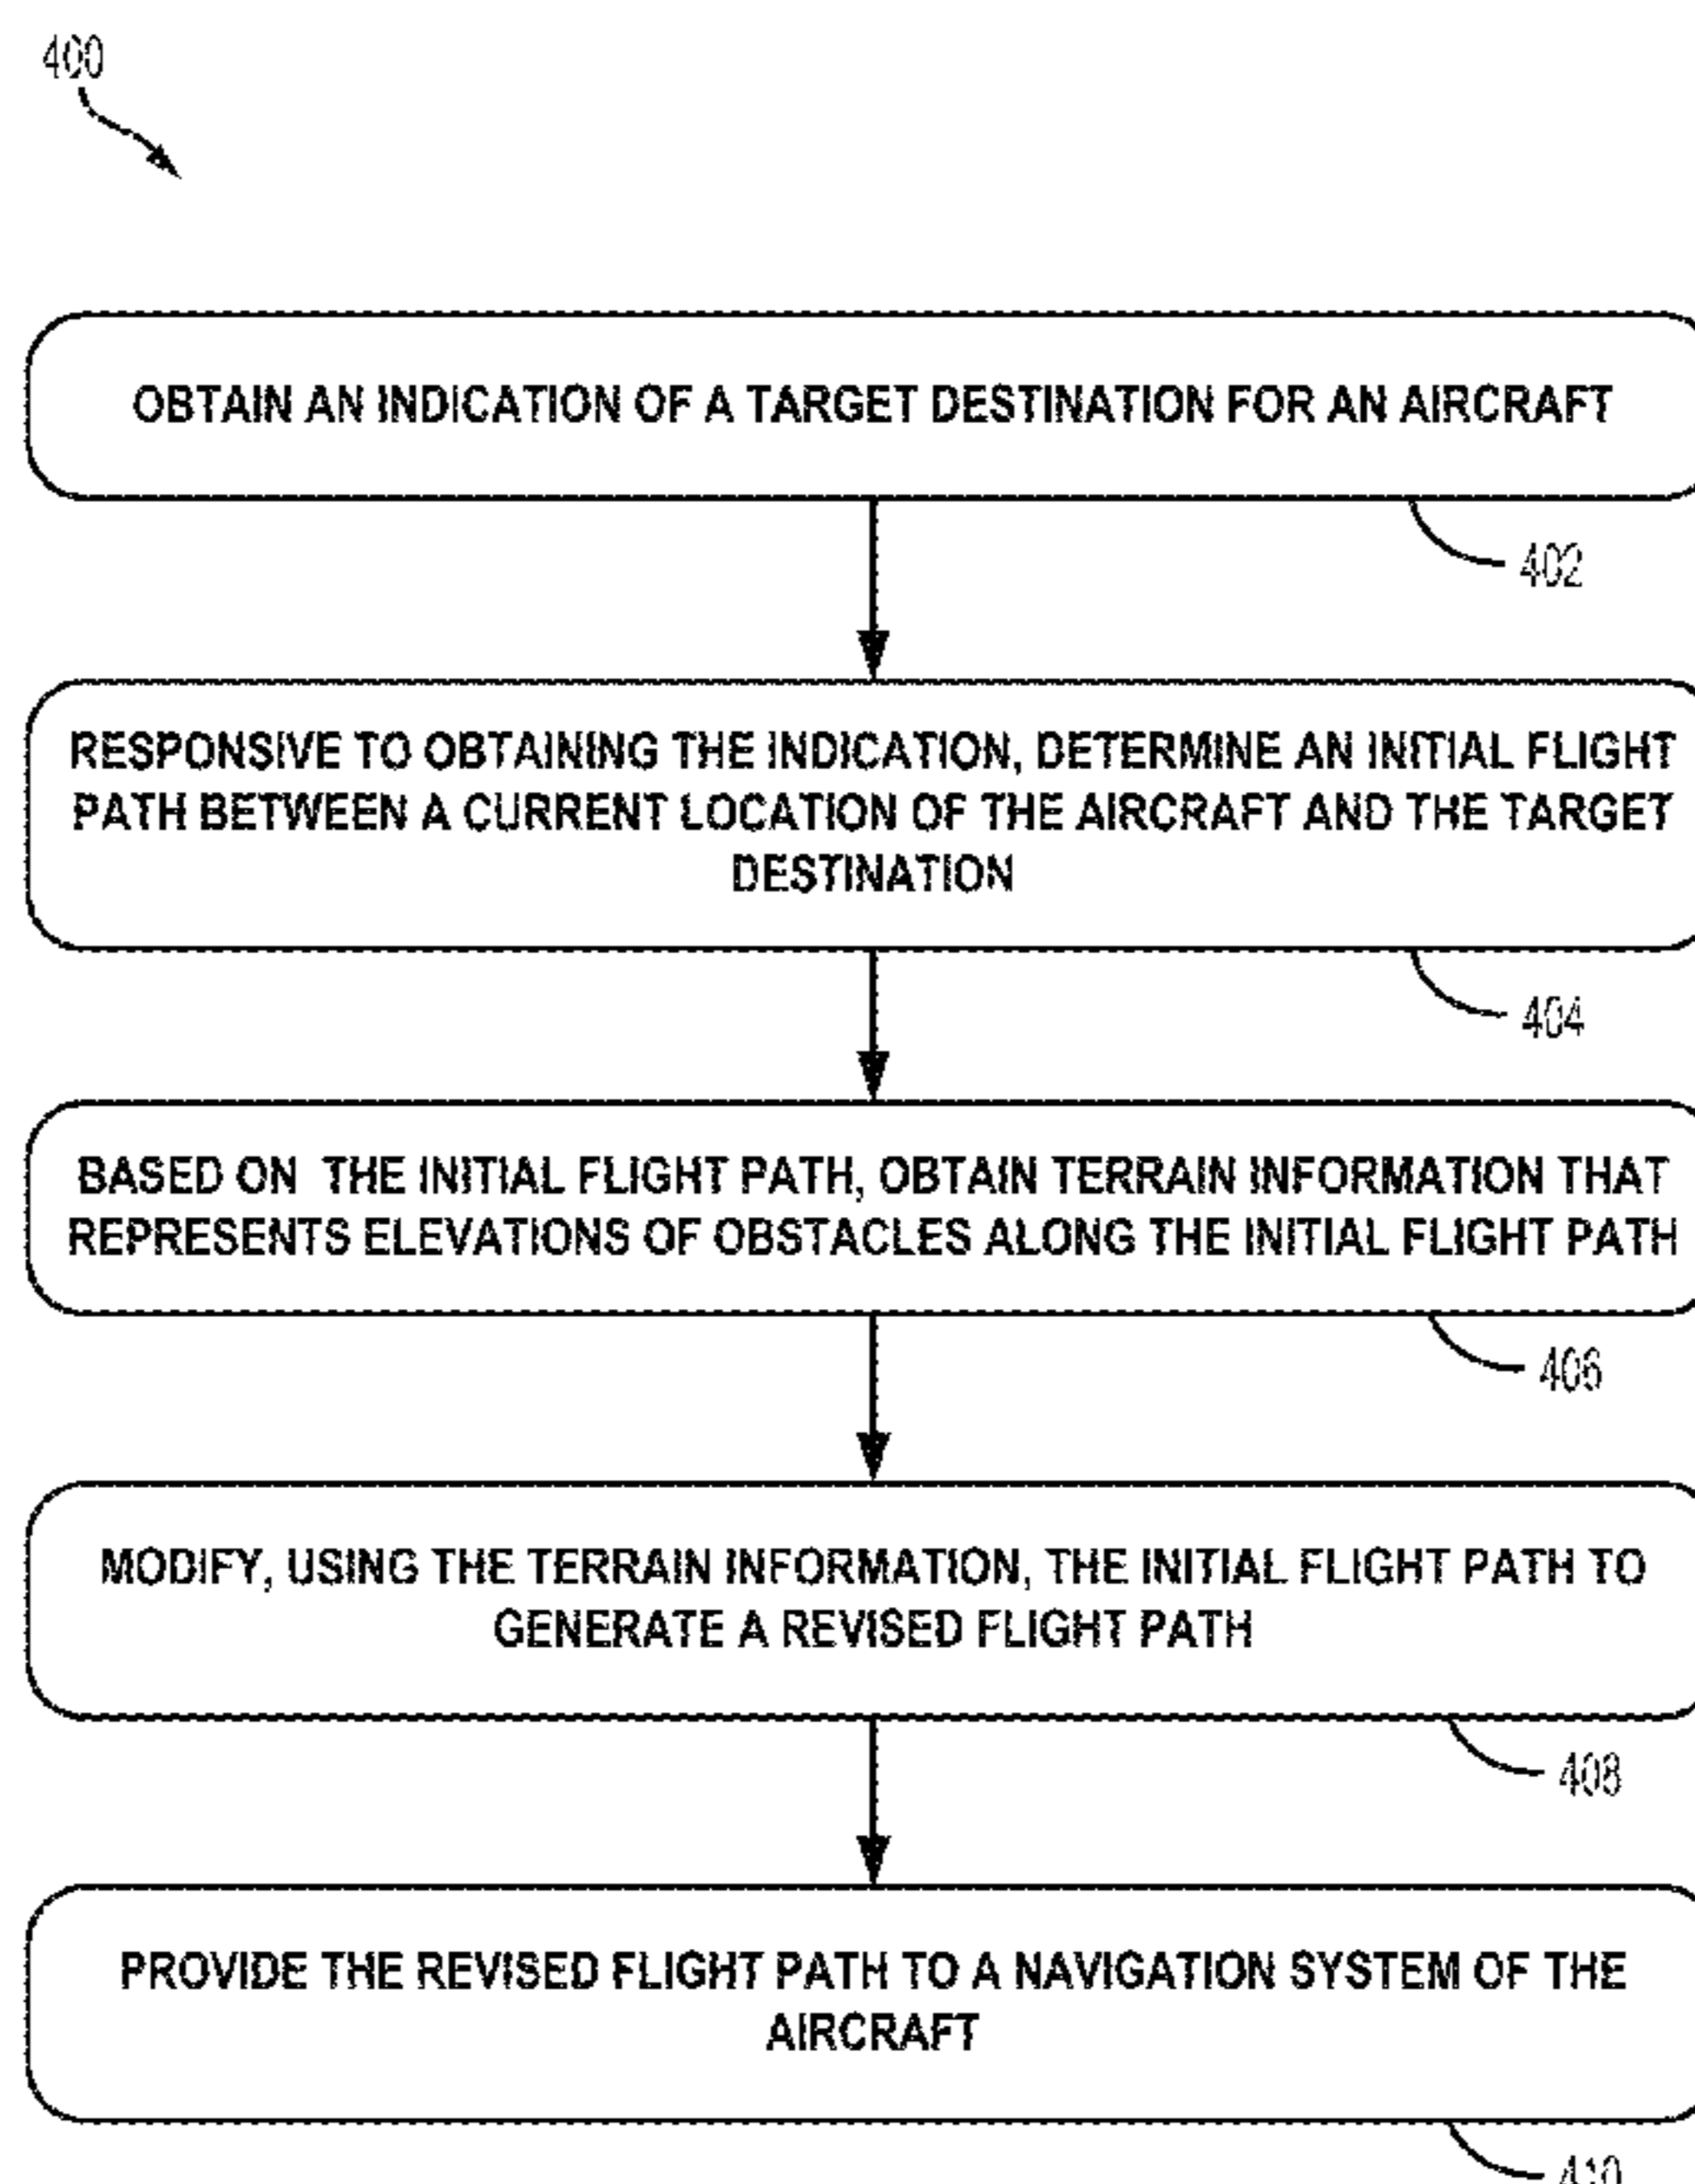 400
OBTAIN AN INDICATION OF A TARGET DESTINATION FOR AN AIRCRAFT
402
RESPONSIVE TO OBTAINING THE INDICATION, DETERMINE AN INITIAL FLIGHT
PATH BETWEEN A CURRENT LOCATION OF THE AIRCRAFT AND THE TARGET
DESTINATION
404
BASED ON THE INITIAL FLIGHT PATH, OBTAIN TERRAIN INFORMATION THAT
REPRESENTS ELEVATIONS OF OBSTACLES ALONG THE INITIAL FLIGHT PATH
406
MODIFY, USING THE TERRAIN INFORMATION, THE INITIAL FLIGHT PATH TO
GENERATE A REVISED FLIGHT PATH
408
PROVIDE THE REVISED FLIGHT PATH TO A NAVIGATION SYSTEM OF THE
AIRCRAFT
410